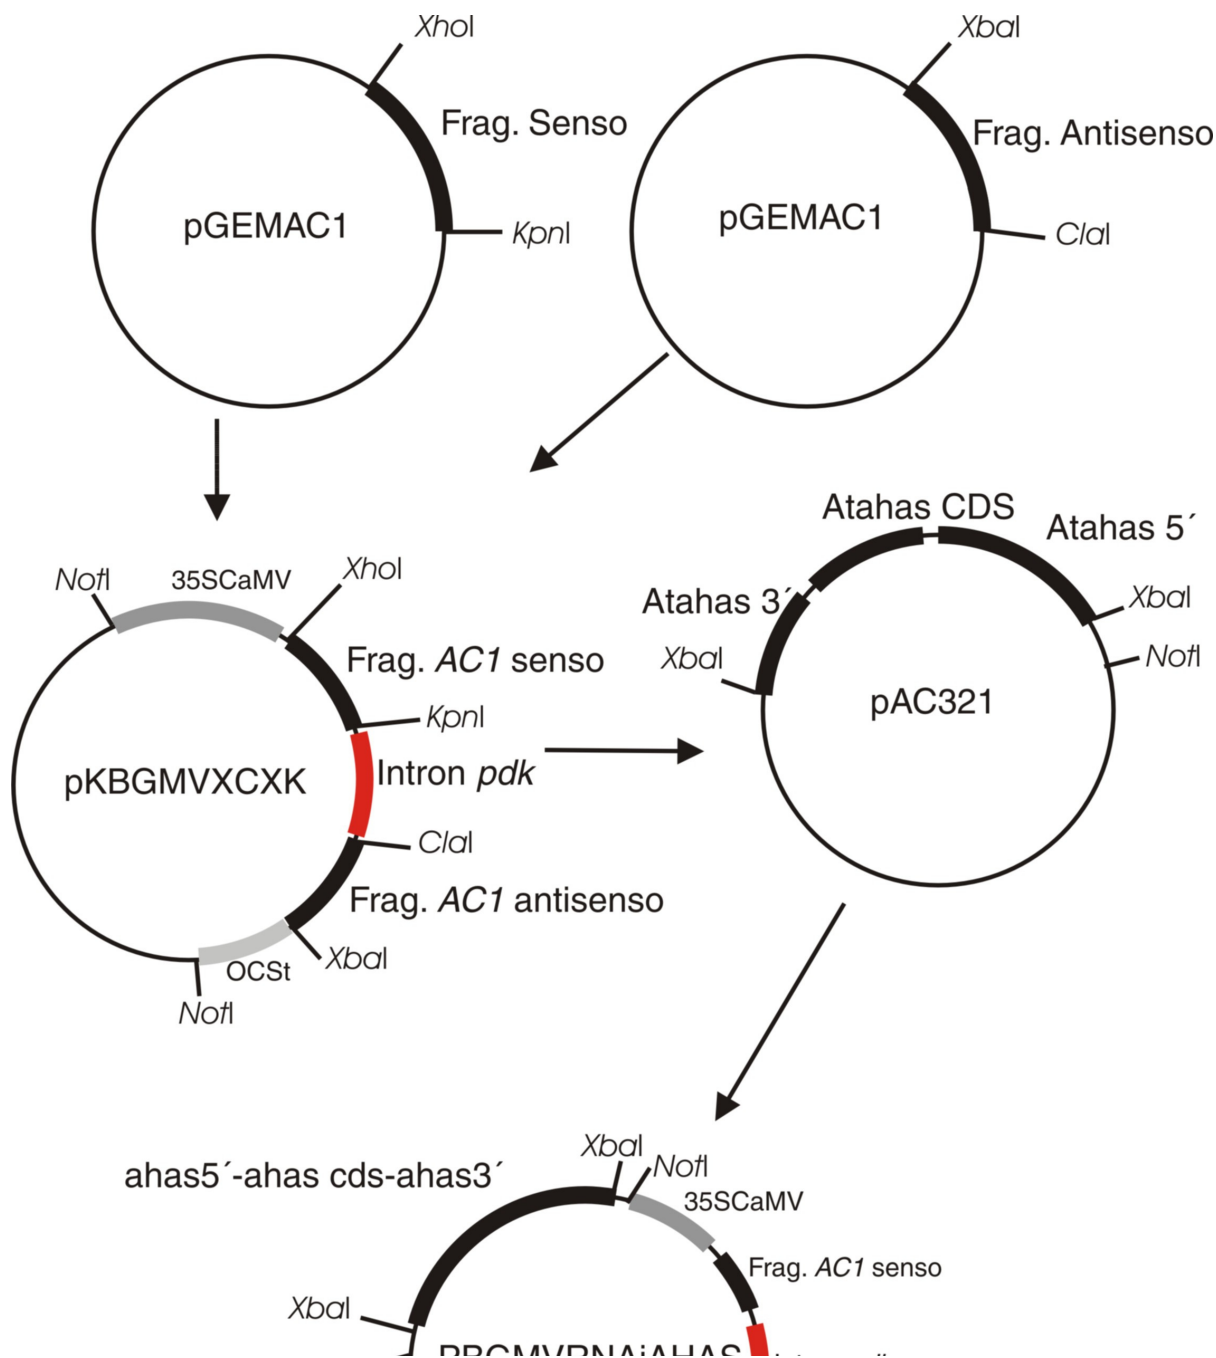 XhoI
Frag. Senso
pGEMAC1
KpnI
XbaI
Frag. Antisenso
pGEMAC1
ClaI
NotI
35SCaMV
XhoI
Frag. AC1 senso
KpnI
pKBGMVXCXK
Intron pdk
ClaI
Frag. AC1 antisenso
XbaI
OCSt
NotI
Atahas CDS
Atahas 5´
Atahas 3´
XbaI
XbaI
NotI
pAC321
ahas5´-ahas cds-ahas3´
XbaI
NotI
35SCaMV
Frag. AC1 senso
XbaI
PBGMVRNAiAHAS